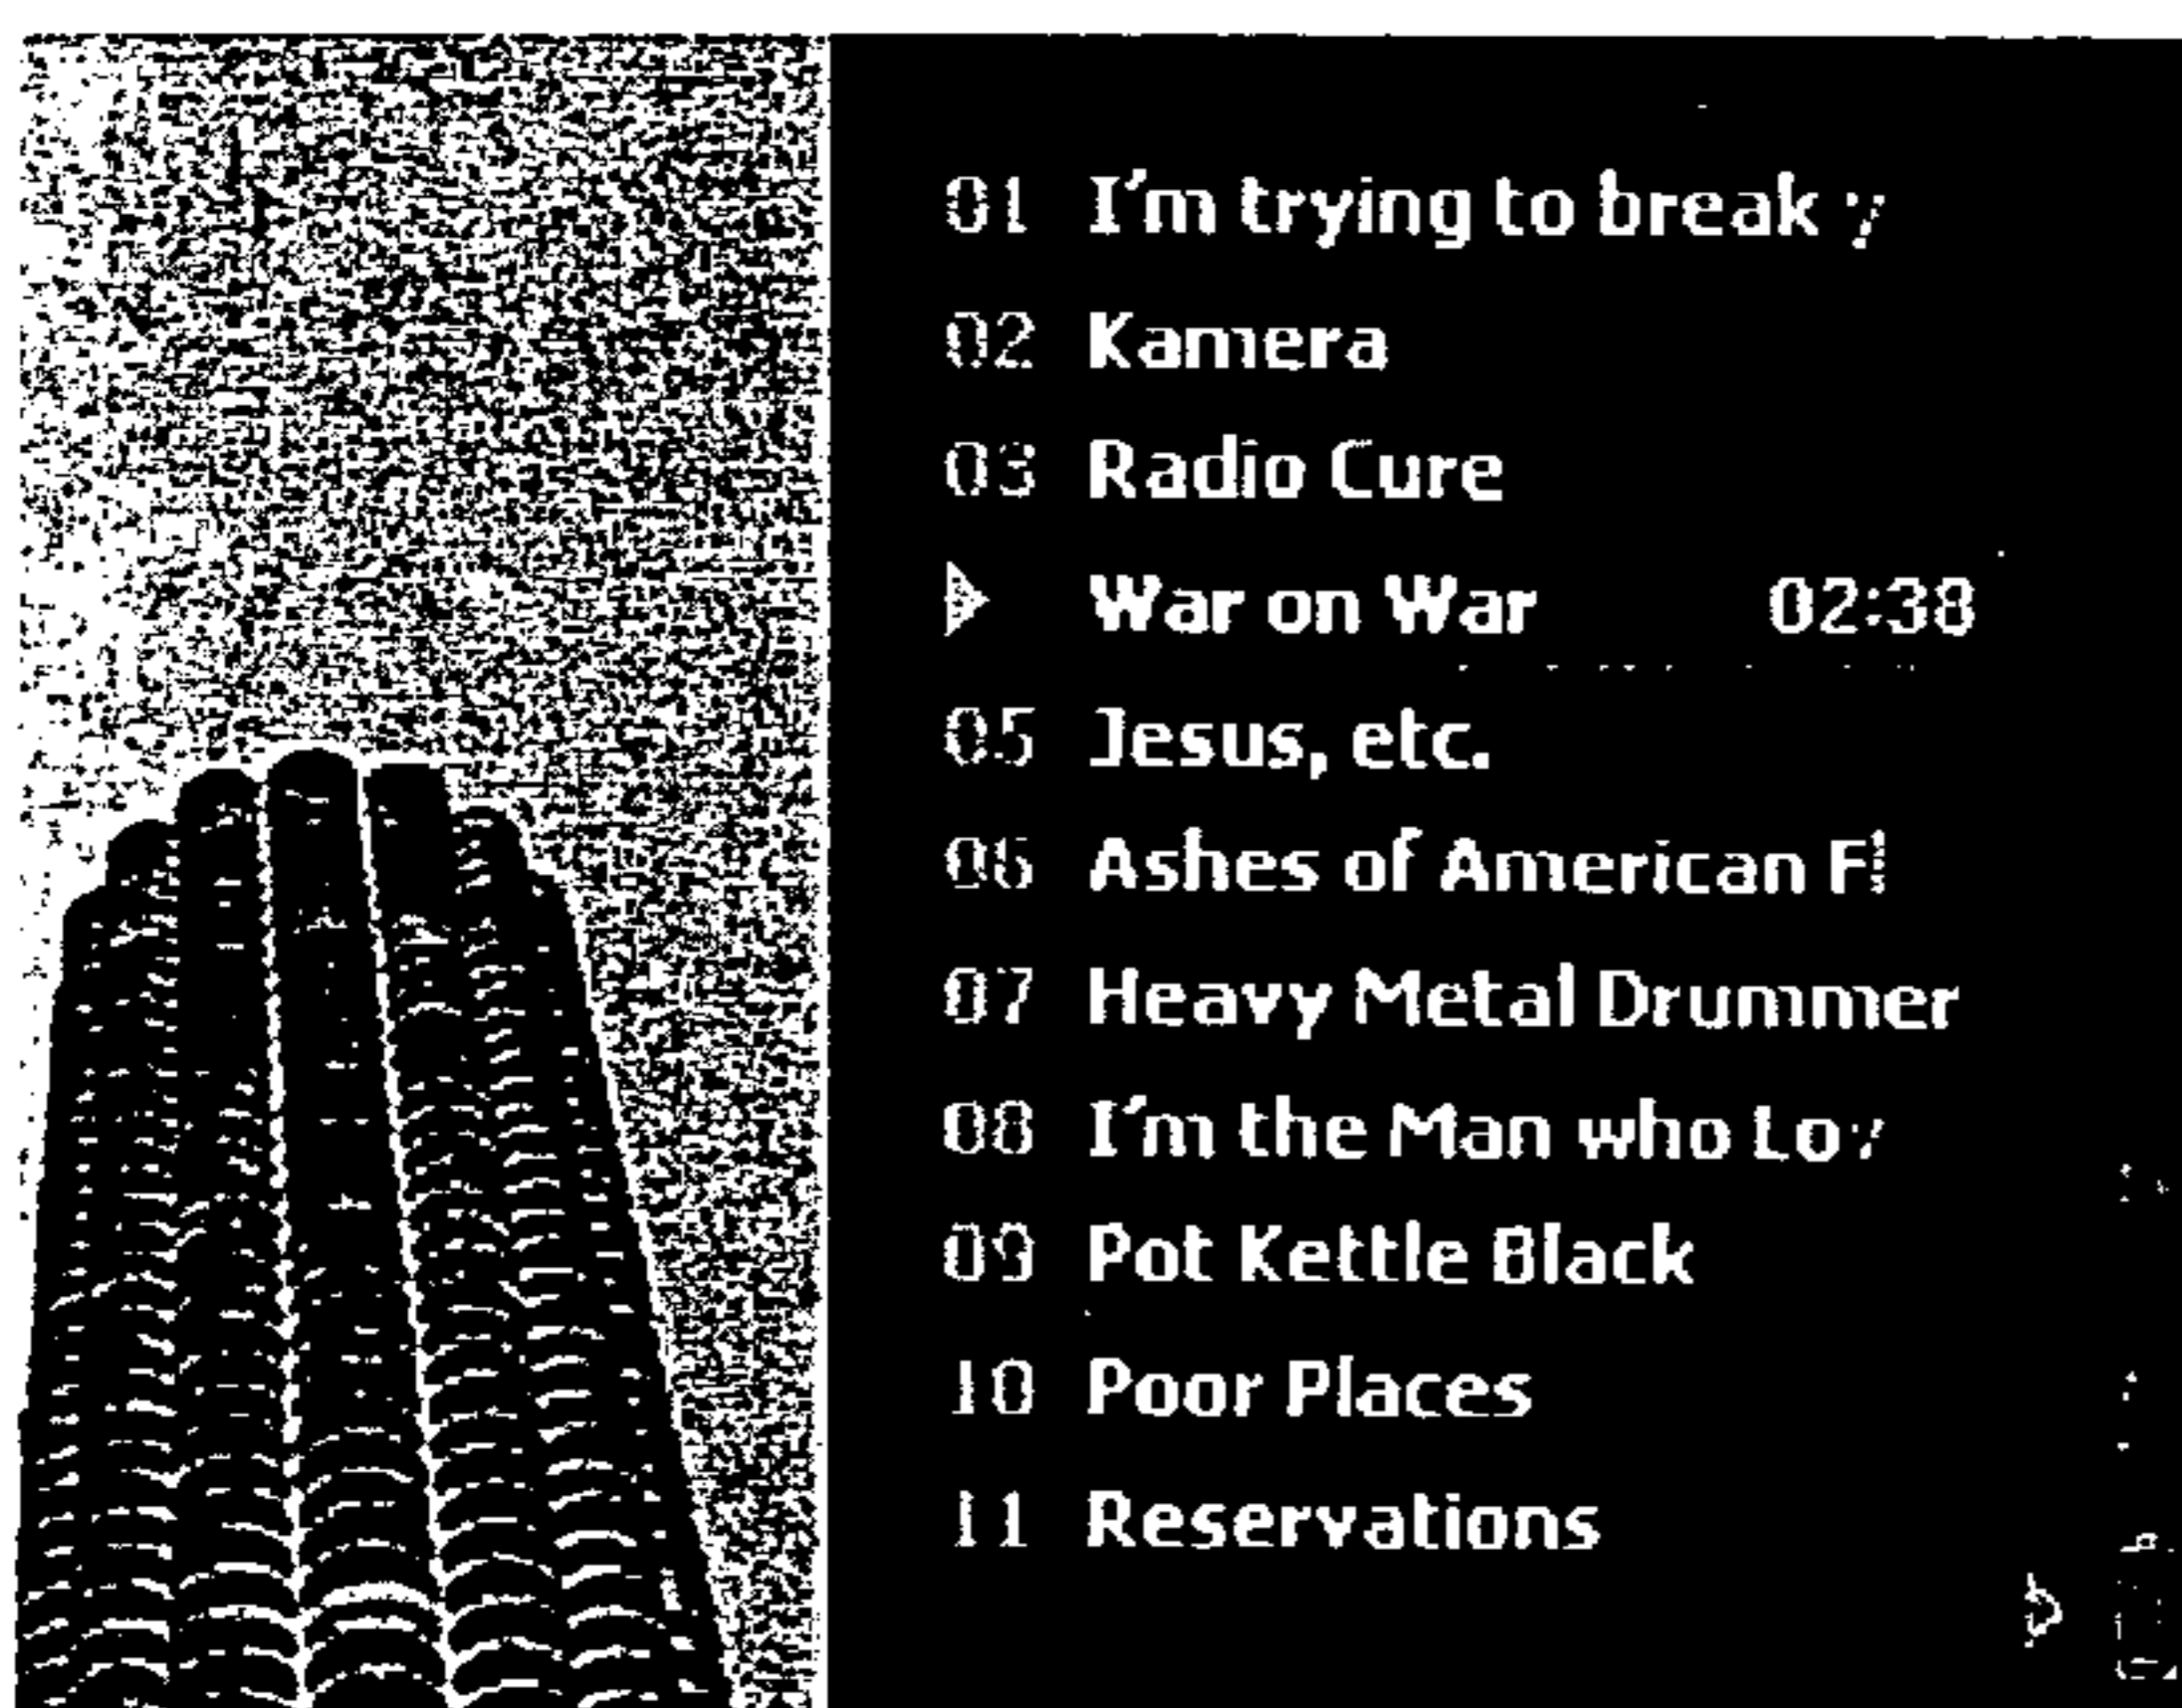 01 I'm trying to break y
02 Kamera
03 Radio Cure
War on War 02:38
05 Jesus, etc.
06 Ashes of American Fl
07 Heavy Metal Drummer
08 I'm the Man who Lov
09 Pot Kettle Black
10 Poor Places
11 Reservations